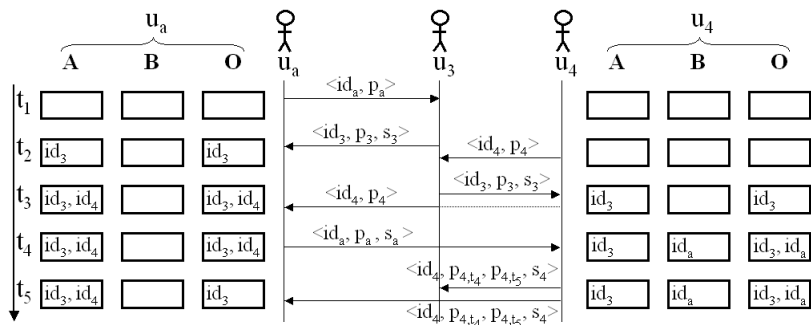 u_a u_4
A B O u_a u_3 u_4 A B O
t_1 <id_a, p_a>
t_2 id_3 id_3 <id_3, p_3, s_3> <id_4, p_4>
t_3 id_3, id_4 id_3, id_4 <id_4, p_4> <id_3, p_3, s_3> id_3 id_3
t_4 id_3, id_4 id_3, id_4 <id_a, p_a, s_a> id_3 id_a id_3, id_a
<id_4, p_4,t_4, p_4,t_5, s_4>
t_5 id_3, id_4 id_3 id_3 id_a id_3, id_a
<id_4, p_4,t_4, p_4,t_5, s_4>